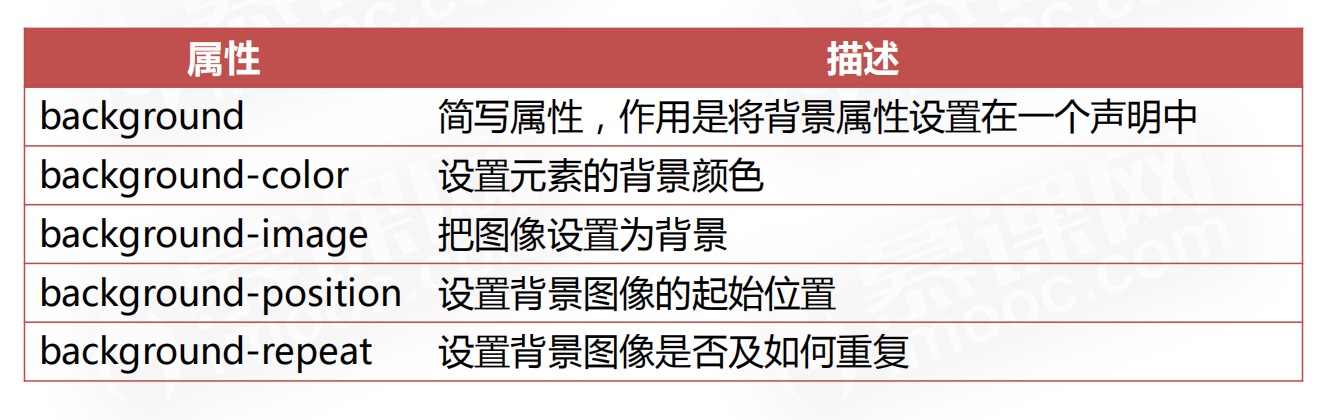 属性 描述
background 简写属性，作用是将背景属性设置在一个声明中
background-color 设置元素的背景颜色
background-image 把图像设置为背景
background-position 设置背景图像的起始位置
background-repeat 设置背景图像是否及如何重复
慕课网
imooc.com